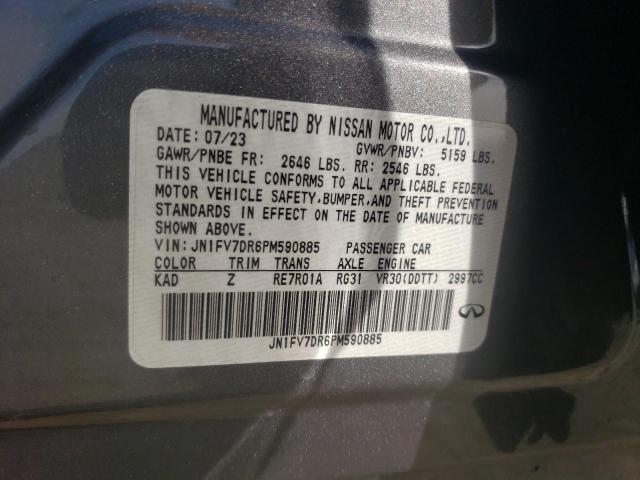 MANUFACTURED BY NISSAN MOTOR CO.,LTD.
DATE: 07/23 GVWR/PNBV: 5159 LBS.
GAWR/PNBE FR: 2646 LBS. RR: 2546 LBS.
THIS VEHICLE CONFORMS TO ALL APPLICABLE FEDERAL
MOTOR VEHICLE SAFETY,BUMPER,AND THEFT PREVENTION
STANDARDS IN EFFECT ON THE DATE OF MANUFACTURE
SHOWN ABOVE.
VIN: JN1FV7DR6PM590885 PASSENGER CAR
COLOR TRIM TRANS AXLE ENGINE
KAD Z RE7R01A RG31 VR30(DDTT) 2997CC
JN1FV7DR6PM590885